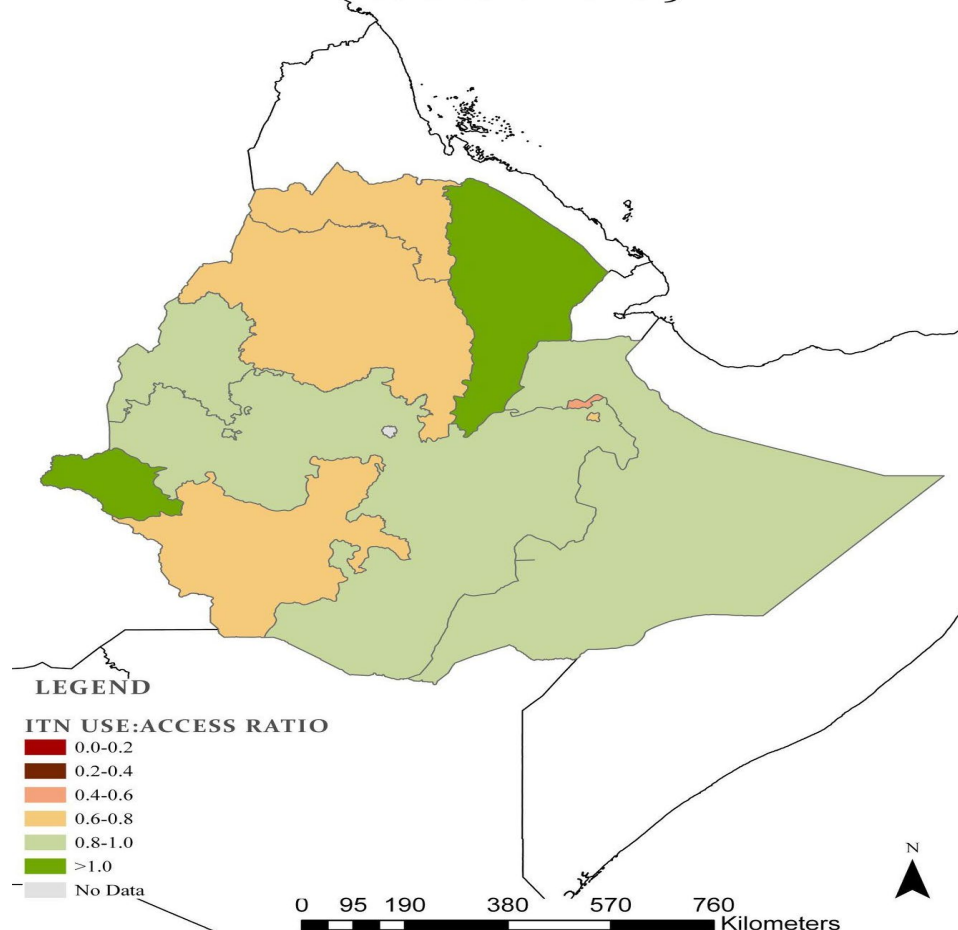 LEGEND
ITN USE:ACCESS RATIO
0.0-0.2
0.2-0.4
0.4-0.6
0.6-0.8
0.8-1.0
>1.0
No Data
N
0 95 190 380 570 760
Kilometers